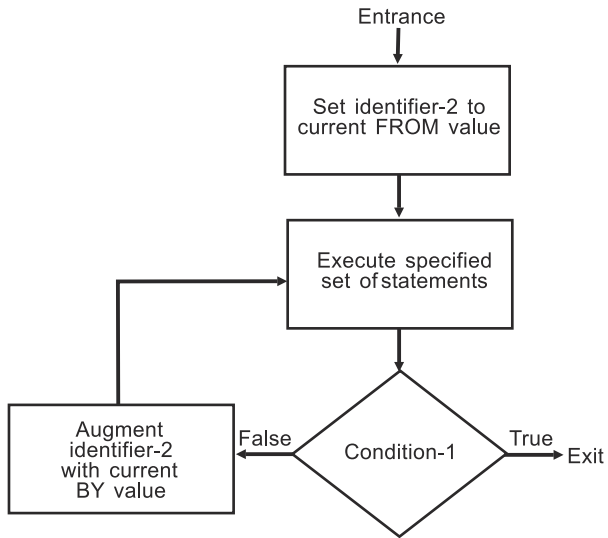 Entrance
Set identifier-2 to
current FROM value
Execute specified
set of statements
Condition-1
True
Exit
False
Augment
identifier-2
with current
BY value